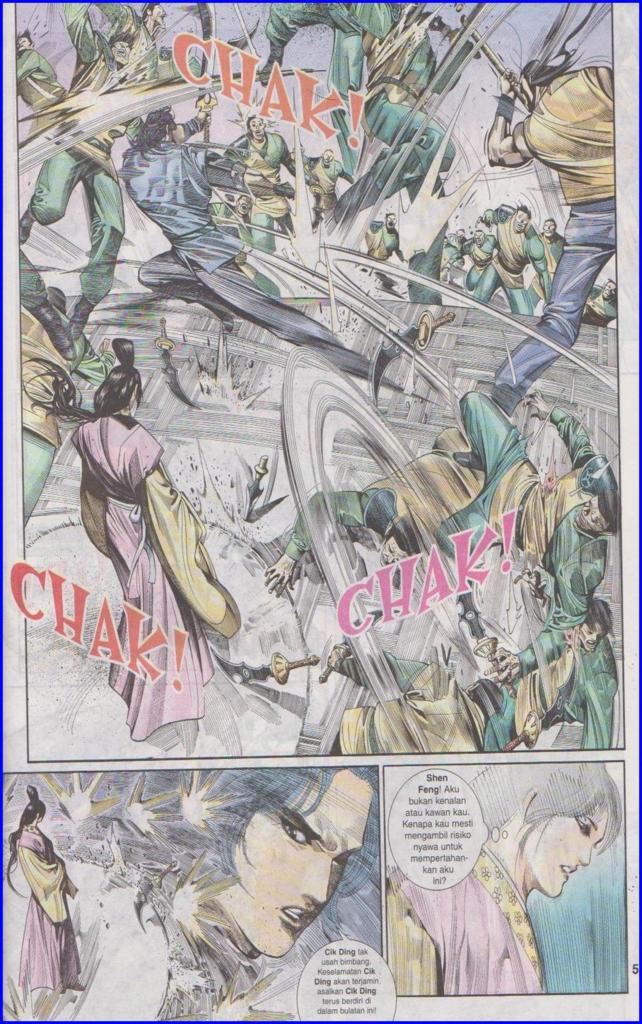 CHAK!
CHAK!
CHAK!
Cik Ding tak
usah bimbang.
Keselamatan Cik
Ding akan terjamin
asalkan Cik Ding
terus berdiri di
dalam bulatan ini!
Shen
Feng! Aku
bukan kenalan
atau kawan kau.
Kenapa kau mesti
mengambil risiko
nyawa untuk
mempertahan-
kan aku
ini?
5